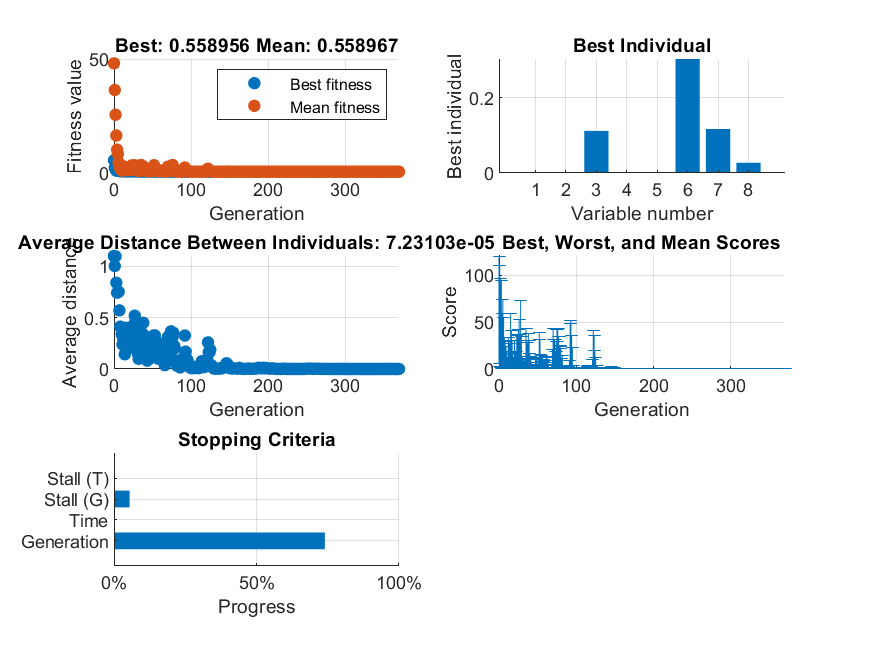 Best: 0.558956 Mean: 0.558967
Fitness value
50
0
Best fitness
Mean fitness
0 100 200 300
Generation
Best Individual
Best individual
0.2
0
1 2 3 4 5 6 7 8
Variable number
Average Distance Between Individuals: 7.23103e-05
Average distance
1
0.5
0
0 100 200 300
Generation
Best, Worst, and Mean Scores
Score
100
50
0
0 100 200 300
Generation
Stopping Criteria
Stall (T)
Stall (G)
Time
Generation
0% 50% 100%
Progress